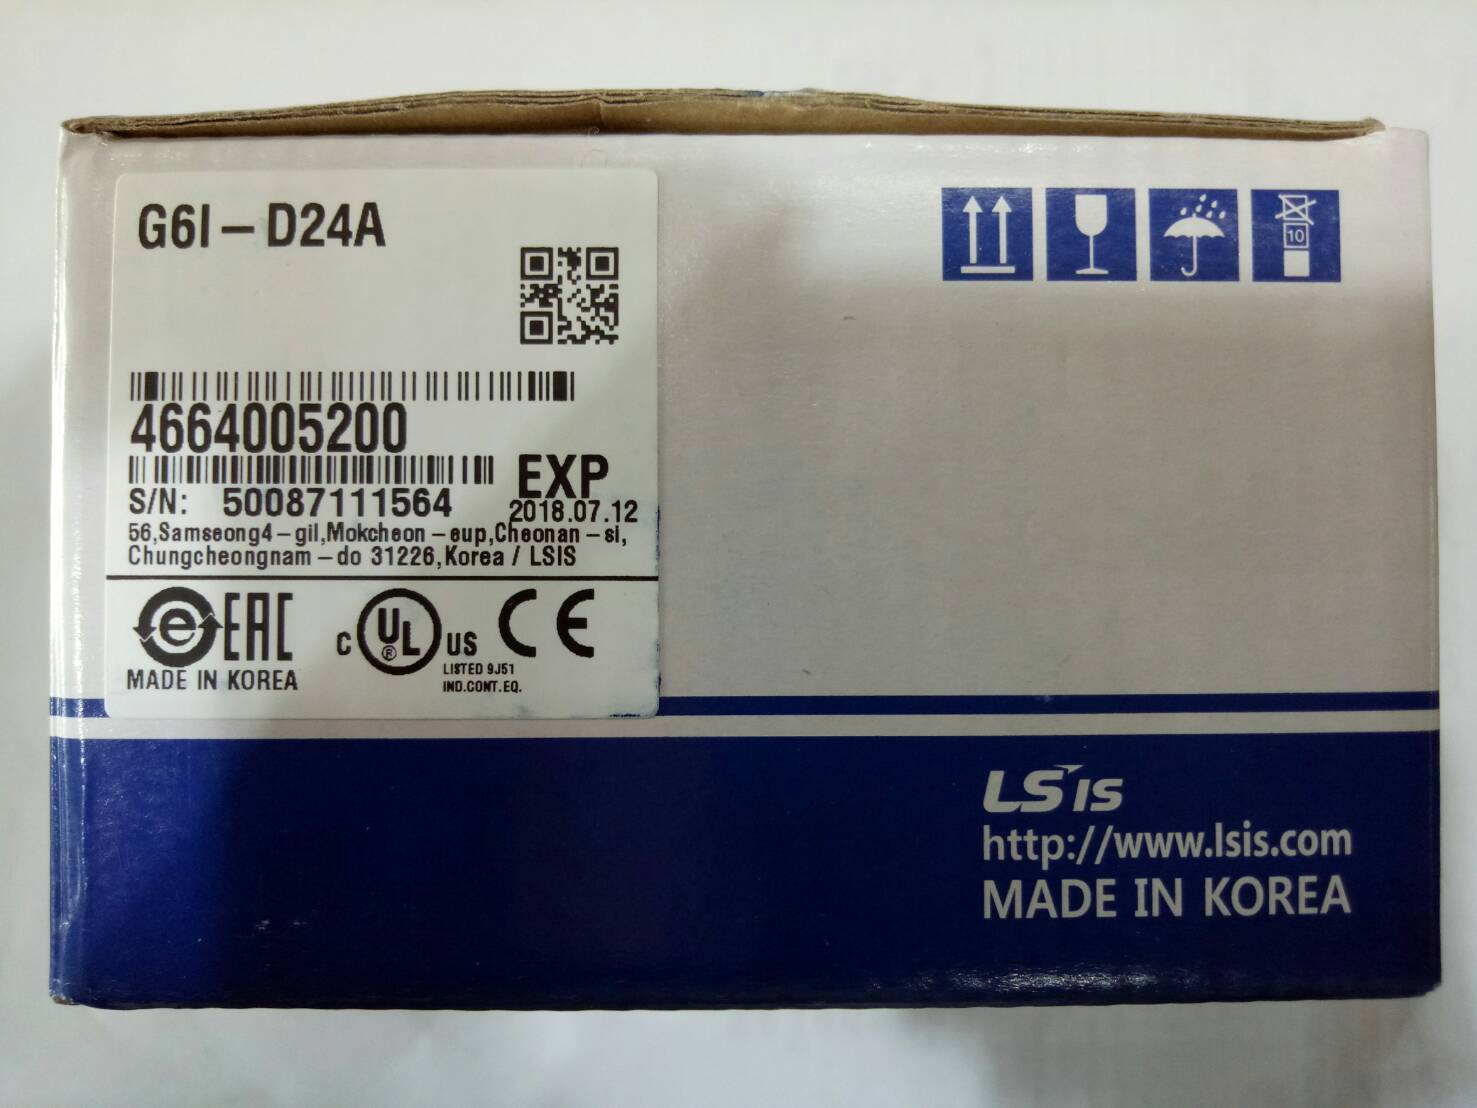 G6I-D24A
10
4664005200
S/N: 50087111564
EXP
2018.07.12
56,Samseong4-gil,Mokcheon-eup,Cheonan-si,
Chungcheongnam-do 31226,Korea / LSIS
e EAC
MADE IN KOREA
C UL® US
LISTED 9J51
IND.CONT.EQ.
CE
LS IS
http://www.lsis.com
MADE IN KOREA